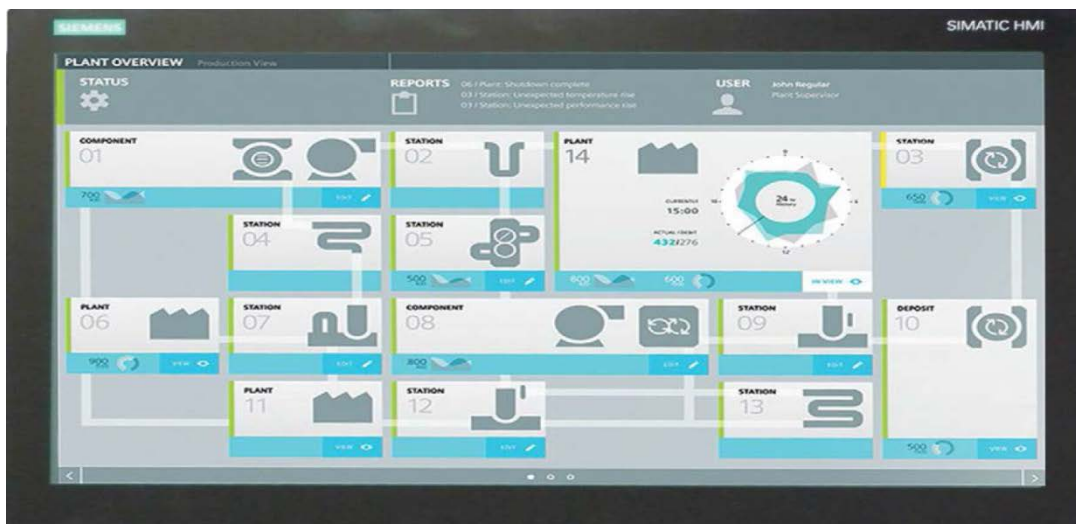 SIEMENS
SIMATIC HMI
PLANT OVERVIEW Production View
STATUS
REPORTS
06 / Plant: Shutdown complete
03 / Station: Unexpected temperature rise
03 / Station: Unexpected performance rise
USER
John Regular
Plant Supervisor
COMPONENT
01
700
EDIT
STATION
02
PLANT
14
CURRENTLY
15:00
ACTUAL / DEBIT
432/276
24 hr
12
600
600
IN VIEW
STATION
03
650
VIEW
STATION
04
STATION
05
500
EDIT
PLANT
06
900
VIEW
STATION
07
EDIT
COMPONENT
08
800
EDIT
STATION
09
EDIT
DEPOSIT
10
500
VIEW
PLANT
11
VIEW
STATION
12
EDIT
STATION
13